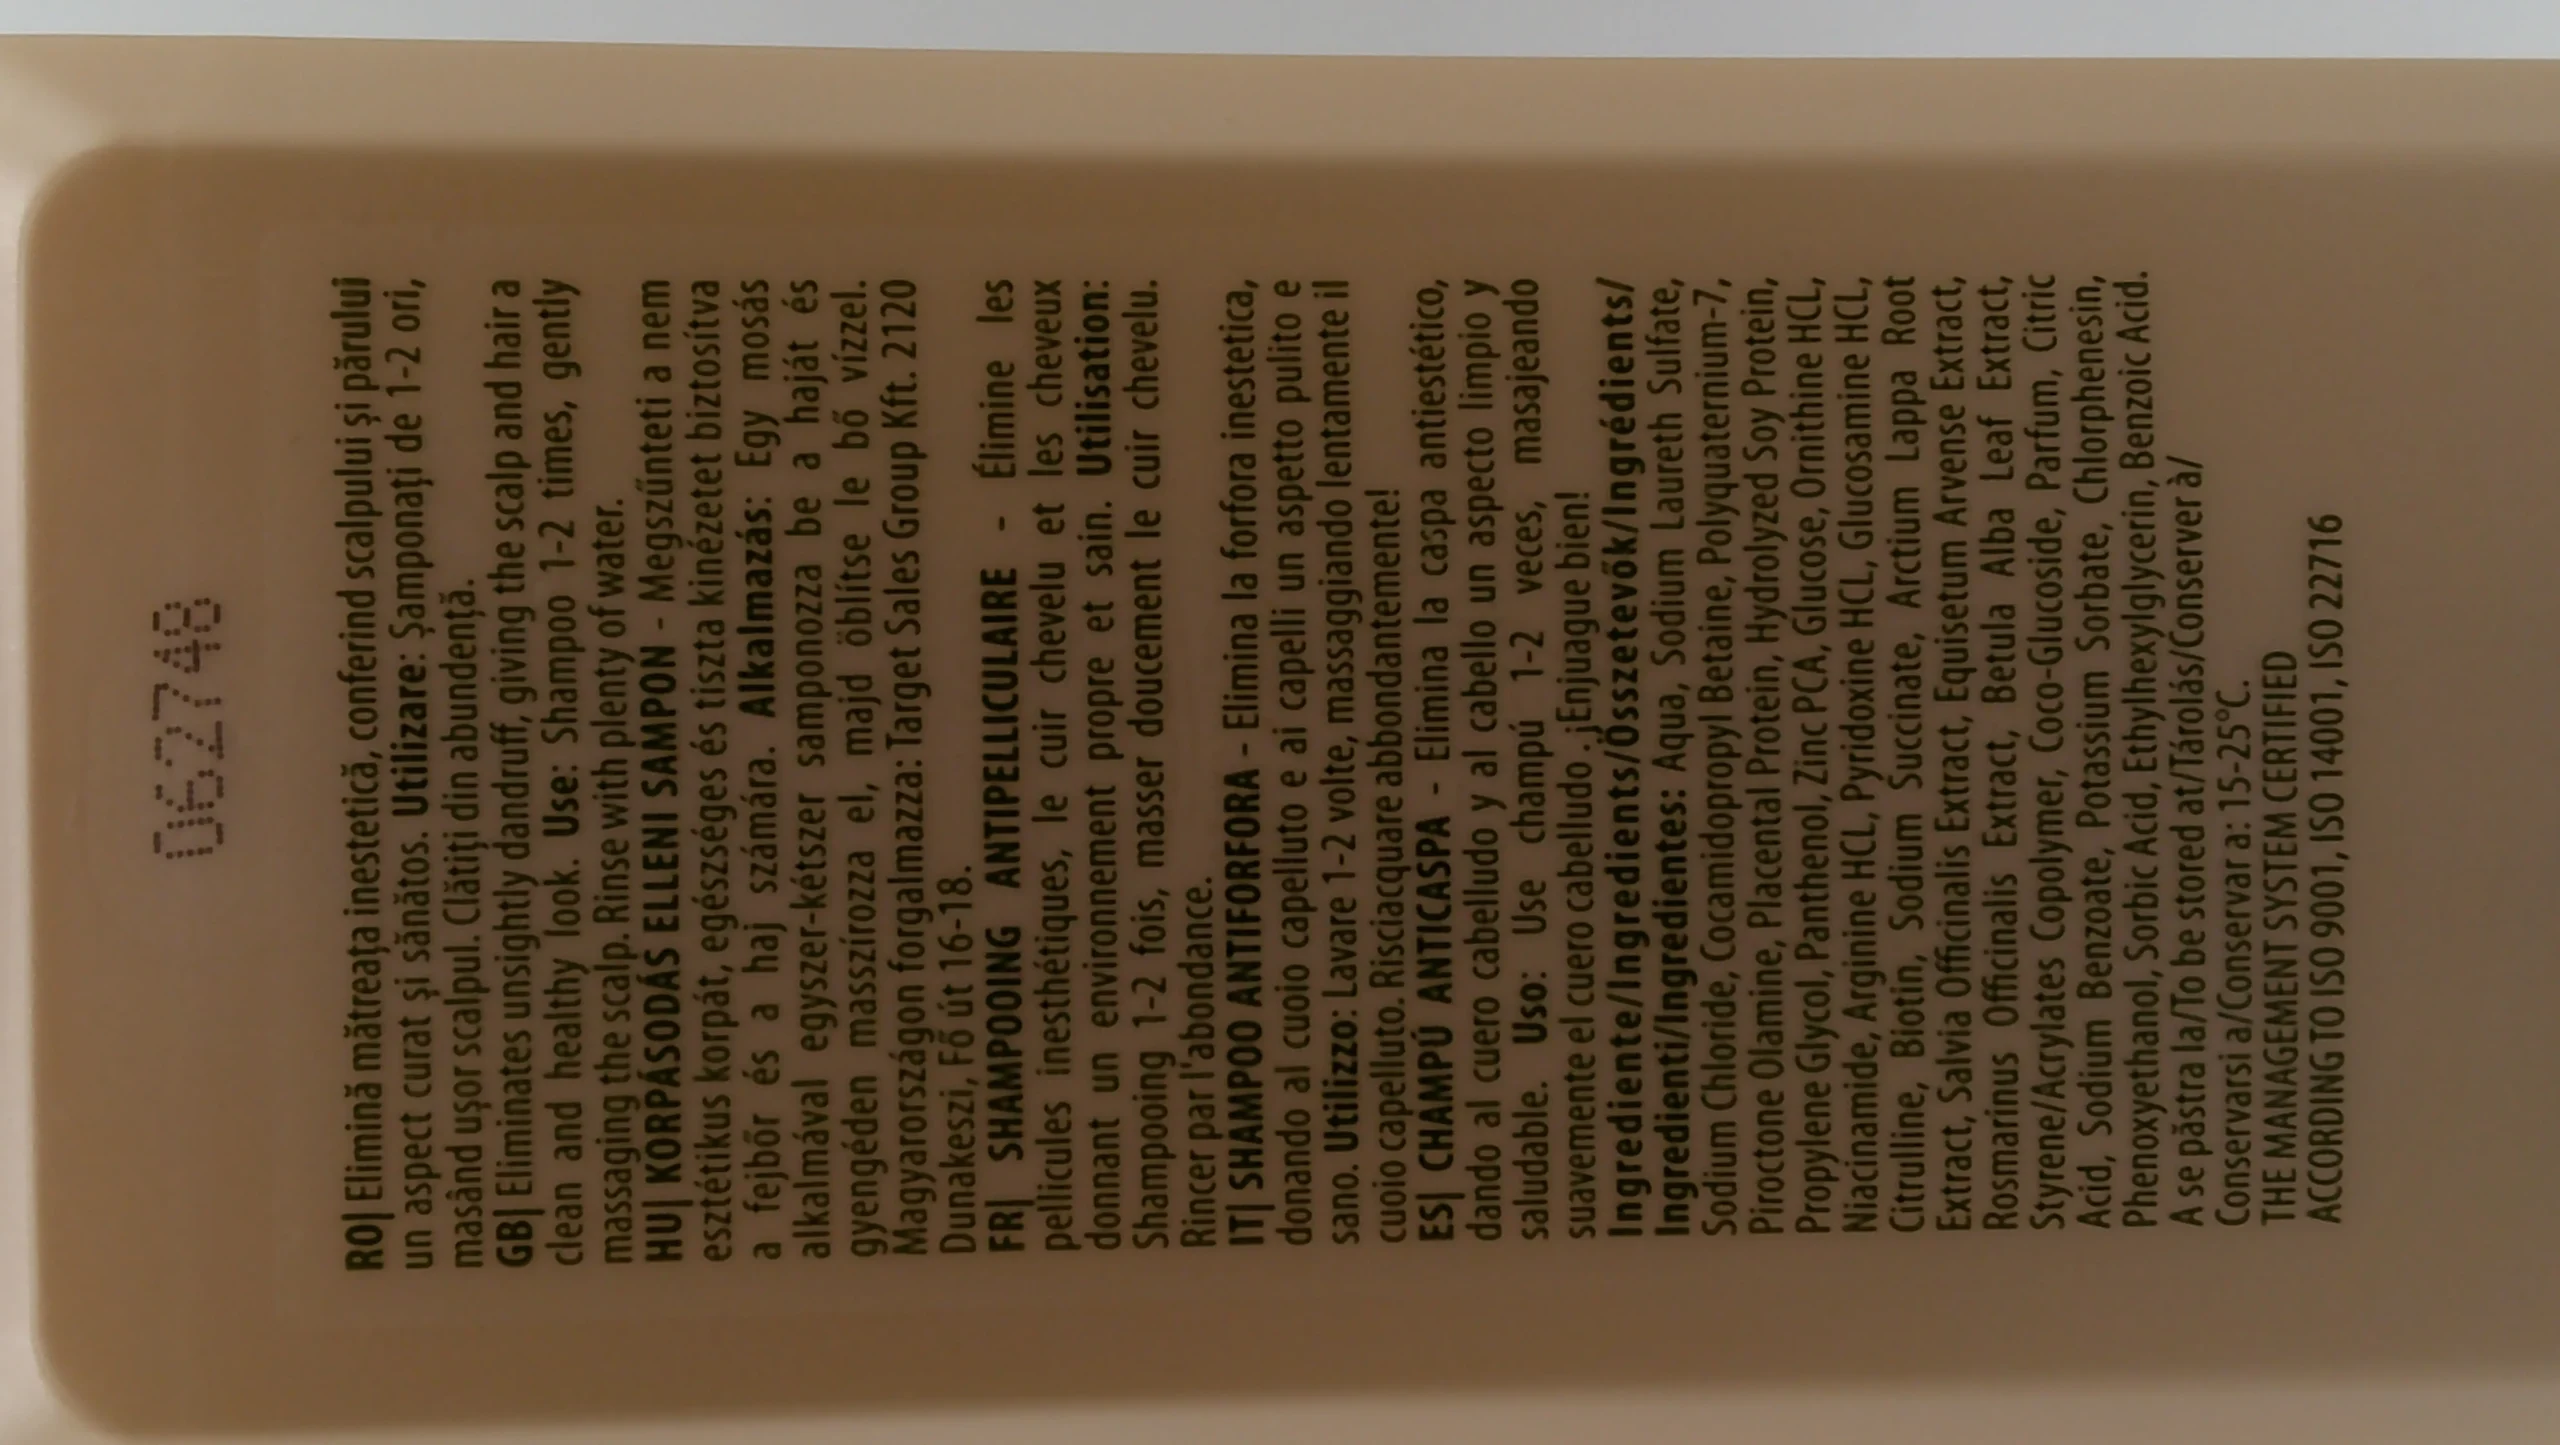 062748
RO| Elimină mătreața inestetică, conferind scalpului și părului
un aspect curat și sănătos. Utilizare: Șamponați de 1-2 ori,
masând ușor scalpul. Clătiți din abundență.
GB| Eliminates unsightly dandruff, giving the scalp and hair a
clean and healthy look. Use: Shampoo 1-2 times, gently
massaging the scalp. Rinse with plenty of water.
HU| KORPÁSODÁS ELLENI SAMPON - Megszűnteti a nem
esztétikus korpát, egészséges és tiszta kinézetet biztosítva
a fejbőr és a haj számára. Alkalmazás: Egy mosás
alkalmával egyszer-kétszer samponozza be a haját és
gyengéden masszírozza el, majd öblítse le bő vízzel.
Magyarországon forgalmazza: Target Sales Group Kft. 2120
Dunakeszi, Fő út 16-18.
FR| SHAMPOOING ANTIPELLICULAIRE - Élimine les
pellicules inesthétiques, le cuir chevelu et les cheveux
donnant un environnement propre et sain. Utilisation:
Shampooing 1-2 fois, masser doucement le cuir chevelu.
Rincer par l'abondance.
IT| SHAMPOO ANTIFORFORA - Elimina la forfora inestetica,
donando al cuoio capelluto e ai capelli un aspetto pulito e
sano. Utilizzo: Lavare 1-2 volte, massaggiando lentamente il
cuoio capelluto. Risciacquare abbondantemente!
ES| CHAMPÚ ANTICASPA - Elimina la caspa antiestético,
dando al cuero cabelludo y al cabello un aspecto limpio y
saludable. Uso: Use champú 1-2 veces, masajeando
suavemente el cuero cabelludo .¡Enjuague bien!
Ingrediente/Ingredients/Összetevők/Ingrédients/
Ingredienti/Ingredientes: Aqua, Sodium Laureth Sulfate,
Sodium Chloride, Cocamidopropyl Betaine, Polyquaternium-7,
Piroctone Olamine, Placental Protein, Hydrolyzed Soy Protein,
Propylene Glycol, Panthenol, Zinc PCA, Glucose, Ornithine HCL,
Niacinamide, Arginine HCL, Pyridoxine HCL, Glucosamine HCL,
Citrulline, Biotin, Sodium Succinate, Arctium Lappa Root
Extract, Salvia Officinalis Extract, Equisetum Arvense Extract,
Rosmarinus Officinalis Extract, Betula Alba Leaf Extract,
Styrene/Acrylates Copolymer, Coco-Glucoside, Parfum, Citric
Acid, Sodium Benzoate, Potassium Sorbate, Chlorphenesin,
Phenoxyethanol, Sorbic Acid, Ethylhexylglycerin, Benzoic Acid.
A se păstra la/To be stored at/Tárolás/Conserver à/
Conservarsi a/Conservar a: 15-25°C.
THE MANAGEMENT SYSTEM CERTIFIED
ACCORDING TO ISO 9001, ISO 14001, ISO 22716